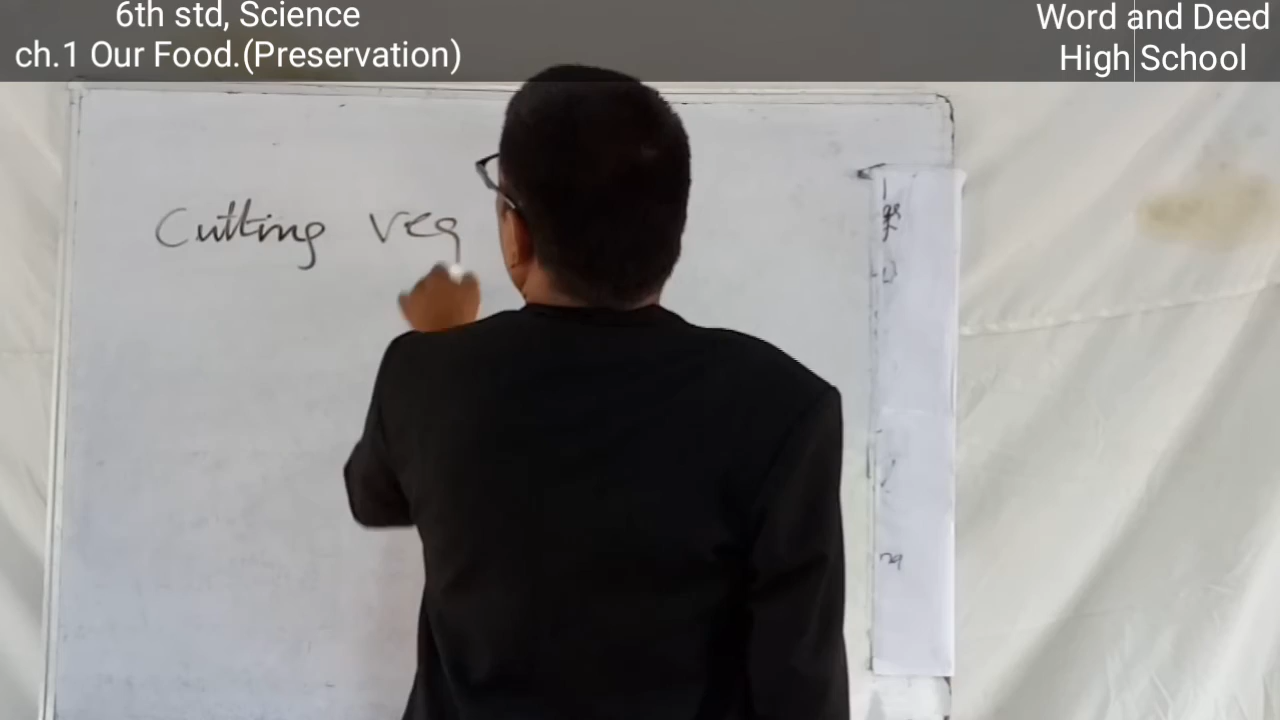 6th std, Science
ch.1 Our Food.(Preservation)
Word and Deed
High School
Cutting veg